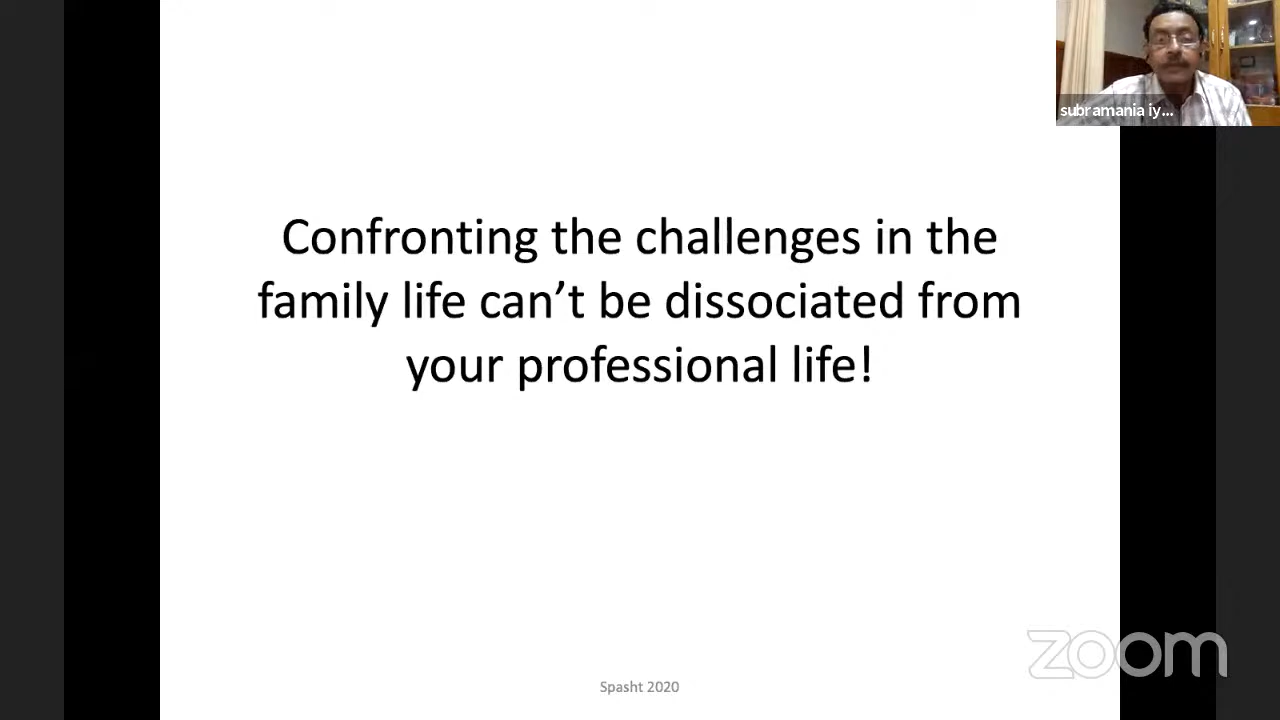 subramania iy...
Confronting the challenges in the
family life can’t be dissociated from
your professional life!
zoom
Spasht 2020